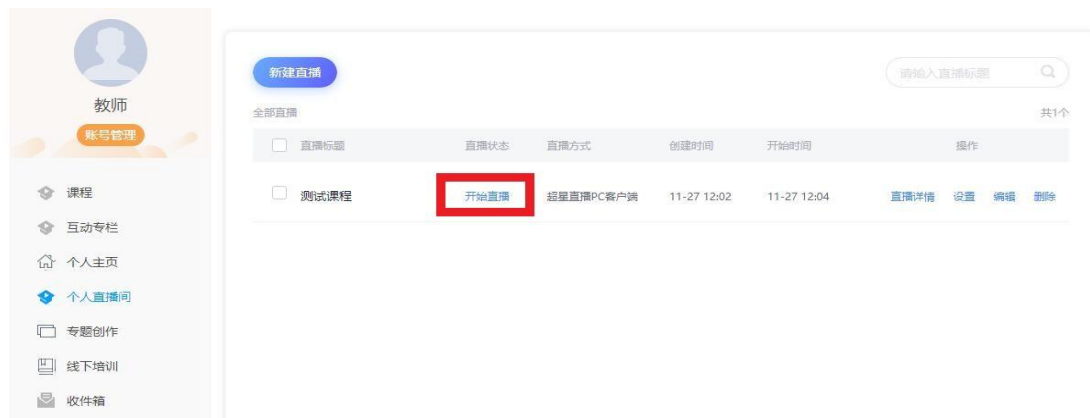 教师
账号管理
课程
互动专栏
个人主页
个人直播间
专题创作
线下培训
收件箱
新建直播
请输入直播标题
全部直播 共1个
直播标题 直播状态 直播方式 创建时间 开始时间 操作
测试课程 开始直播 超星直播PC客户端 11-27 12:02 11-27 12:04 直播详情 设置 编辑 删除